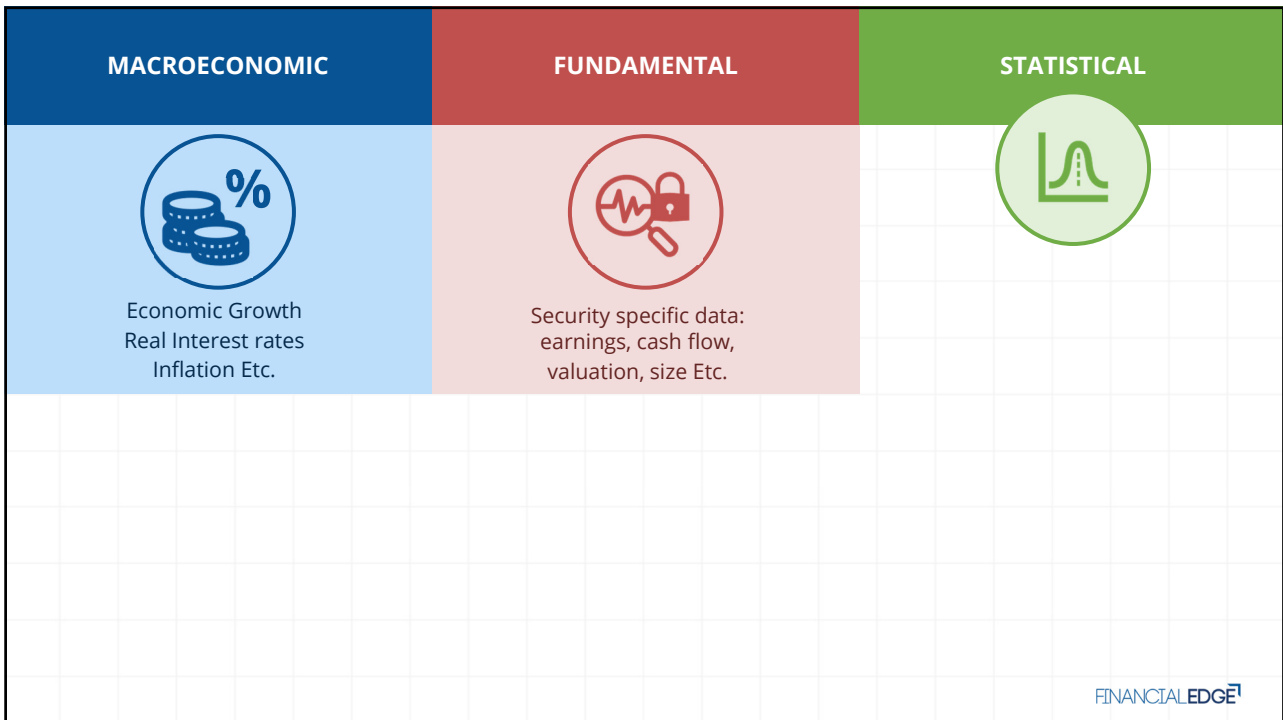 MACROECONOMIC
FUNDAMENTAL
STATISTICAL
%
Economic Growth
Real Interest rates
Inflation Etc.
Security specific data:
earnings, cash flow,
valuation, size Etc.
FINANCIALEDGE